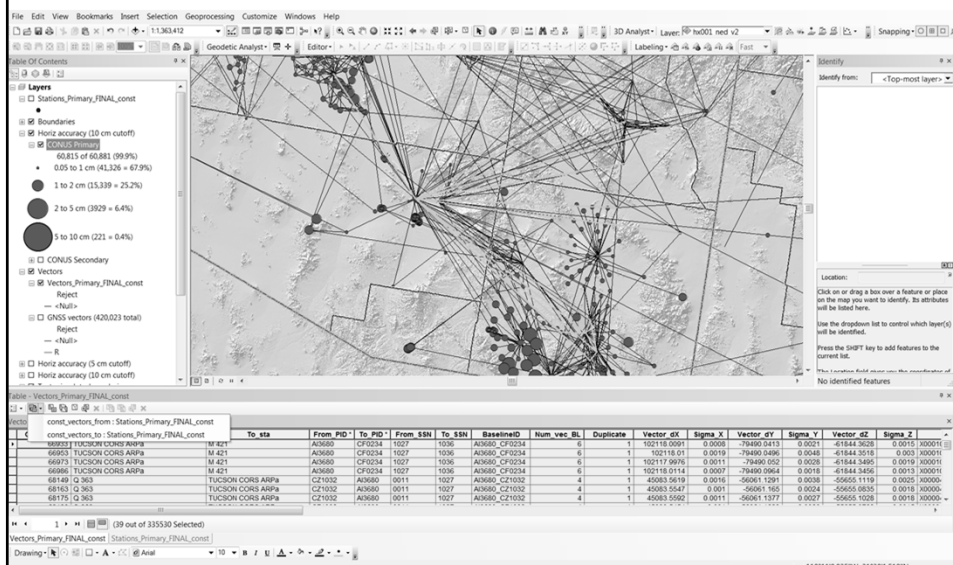 File Edit View Bookmarks Insert Selection Geoprocessing Customize Windows Help
1:1,363,412
3D Analyst Layer: hx001 ned v2 Snapping
Geodetic Analyst Editor Labeling Fast
Table Of Contents
Layers
Stations_Primary_FINAL_const
Boundaries
Horiz accuracy (10 cm cutoff)
CONUS Primary
60,815 of 60,881 (99.9%)
0.05 to 1 cm (41,326 = 67.9%)
1 to 2 cm (15,339 = 25.2%)
2 to 5 cm (3929 = 6.4%)
5 to 10 cm (221 = 0.4%)
CONUS Secondary
Vectors
Vectors_Primary_FINAL_const
Reject
<Null>
GNSS vectors (420,023 total)
Reject
R
Horiz accuracy (5 cm cutoff)
Horiz accuracy (10 cm cutoff)
Identify
Identify from: <Top-most layer>
Location:
Click on or drag a box over a feature or place
on the map you want to identify. Its attributes
will be listed here.
Use the dropdown list to control which layer(s)
will be identified.
Press the SHIFT key to add features to the
current list.
No identified features
Table - Vectors_Primary_FINAL_const
const_vectors_from : Stations_Primary_FINAL_const
const_vectors_to : Stations_Primary_FINAL_const
To_sta From_PID * To_PID * From_SSN To_SSN BaselineID Num_vec_BL Duplicate Vector_dX Sigma_X Vector_dY Sigma_Y Vector_dZ Sigma_Z
66933 TUCSON CORS ARPa M 421 AI3680 CF0234 1027 1036 AI3680_CF0234 6 1 102118.0091 0.0008 -79490.0413 0.0021 -61844.3628 0.0015
66953 TUCSON CORS ARPa M 421 AI3680 CF0234 1027 1036 AI3680_CF0234 6 1 102118.01 0.0019 -79490.0496 0.0048 -61844.3518 0.003
66973 TUCSON CORS ARPa M 421 AI3680 CF0234 1027 1036 AI3680_CF0234 6 1 102117.9976 0.0011 -79490.052 0.0028 -61844.3495 0.0019
66986 TUCSON CORS ARPa M 421 AI3680 CF0234 1027 1036 AI3680_CF0234 6 1 102118.0114 0.0007 -79490.0964 0.0018 -61844.3456 0.0013
68149 Q 363 TUCSON CORS ARPa CZ1032 AI3680 0011 1027 AI3680_CZ1032 4 1 45083.5619 0.0016 -56061.1291 0.0038 -55655.1119 0.0025
68163 Q 363 TUCSON CORS ARPa CZ1032 AI3680 0011 1027 AI3680_CZ1032 4 1 45083.5547 0.001 -56061.165 0.0024 -55655.0835 0.0016
68175 Q 363 TUCSON CORS ARPa CZ1032 AI3680 0011 1027 AI3680_CZ1032 4 1 45083.5592 0.0011 -56061.1377 0.0027 -55655.1028 0.0018
1 (39 out of 335530 Selected)
Vectors_Primary_FINAL_const Stations_Primary_FINAL_const
Drawing Arial 10 B I U A